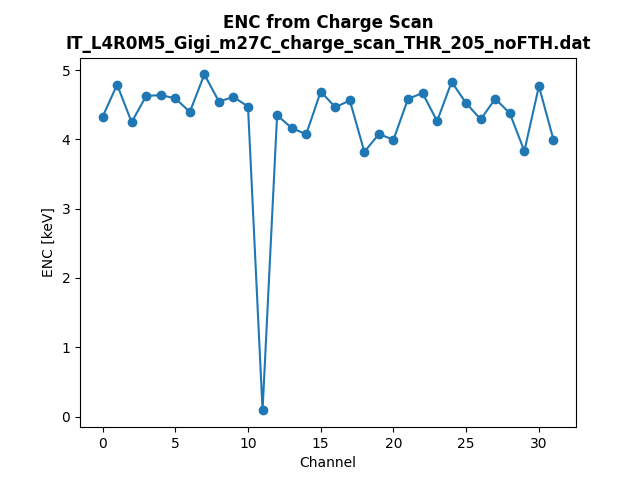 ENC from Charge Scan
IT_L4R0M5_Gigi_m27C_charge_scan_THR_205_noFTH.dat
ENC [keV]
5
4
3
2
1
0
0 5 10 15 20 25 30
Channel